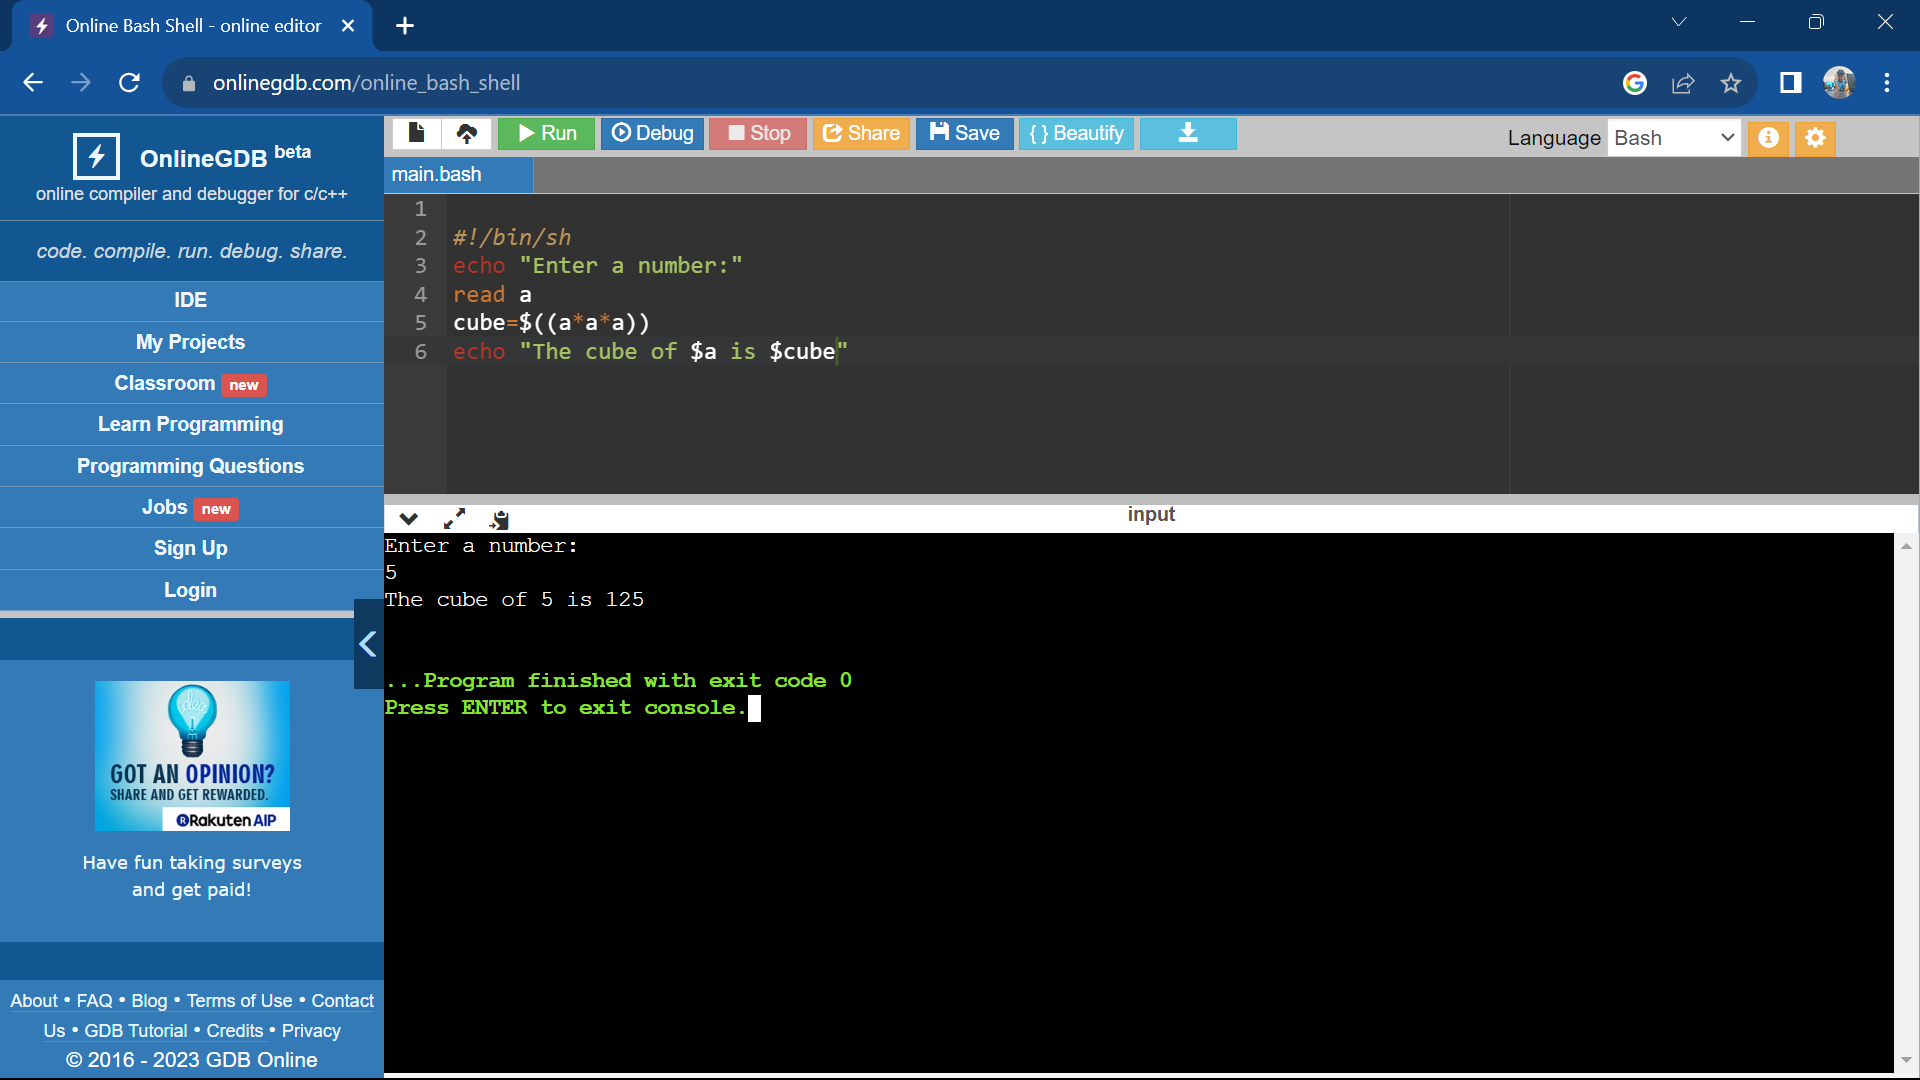 Online Bash Shell - online editor
onlinegdb.com/online_bash_shell
OnlineGDB beta
online compiler and debugger for c/c++
code. compile. run. debug. share.
IDE
My Projects
Classroom new
Learn Programming
Programming Questions
Jobs new
Sign Up
Login
idea
GOT AN OPINION?
SHARE AND GET REWARDED.
Rakuten AIP
Have fun taking surveys
and get paid!
About • FAQ • Blog • Terms of Use • Contact
Us • GDB Tutorial • Credits • Privacy
© 2016 - 2023 GDB Online
Run Debug Stop Share Save { } Beautify Language Bash
main.bash
1
2 #!/bin/sh
3 echo "Enter a number:"
4 read a
5 cube=$((a*a*a))
6 echo "The cube of $a is $cube"
input
Enter a number:
5
The cube of 5 is 125
...Program finished with exit code 0
Press ENTER to exit console.